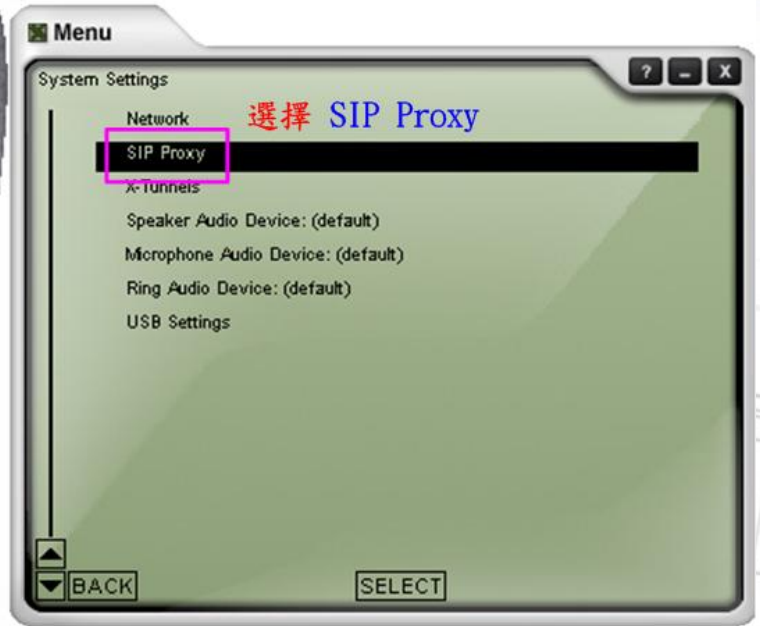 Menu
? - X
System Settings
Network
選擇 SIP Proxy
SIP Proxy
X-Tunnels
Speaker Audio Device: (default)
Microphone Audio Device: (default)
Ring Audio Device: (default)
USB Settings
BACK
SELECT